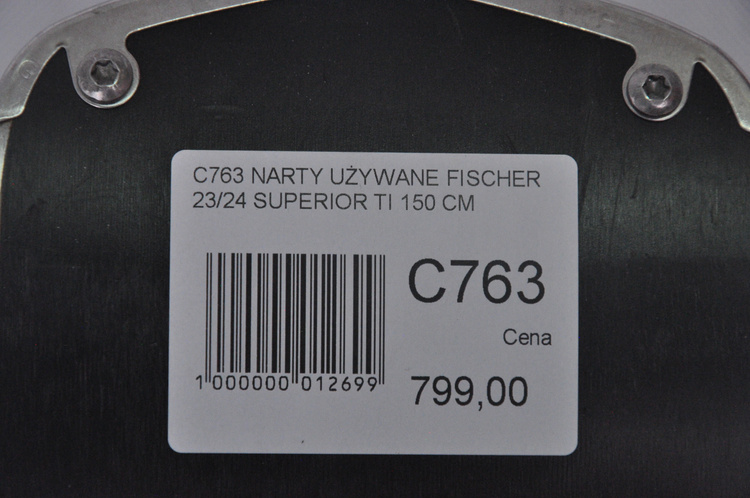 C763 NARTY UŻYWANE FISCHER
23/24 SUPERIOR TI 150 CM
C763
Cena
1 000000 012699
799,00